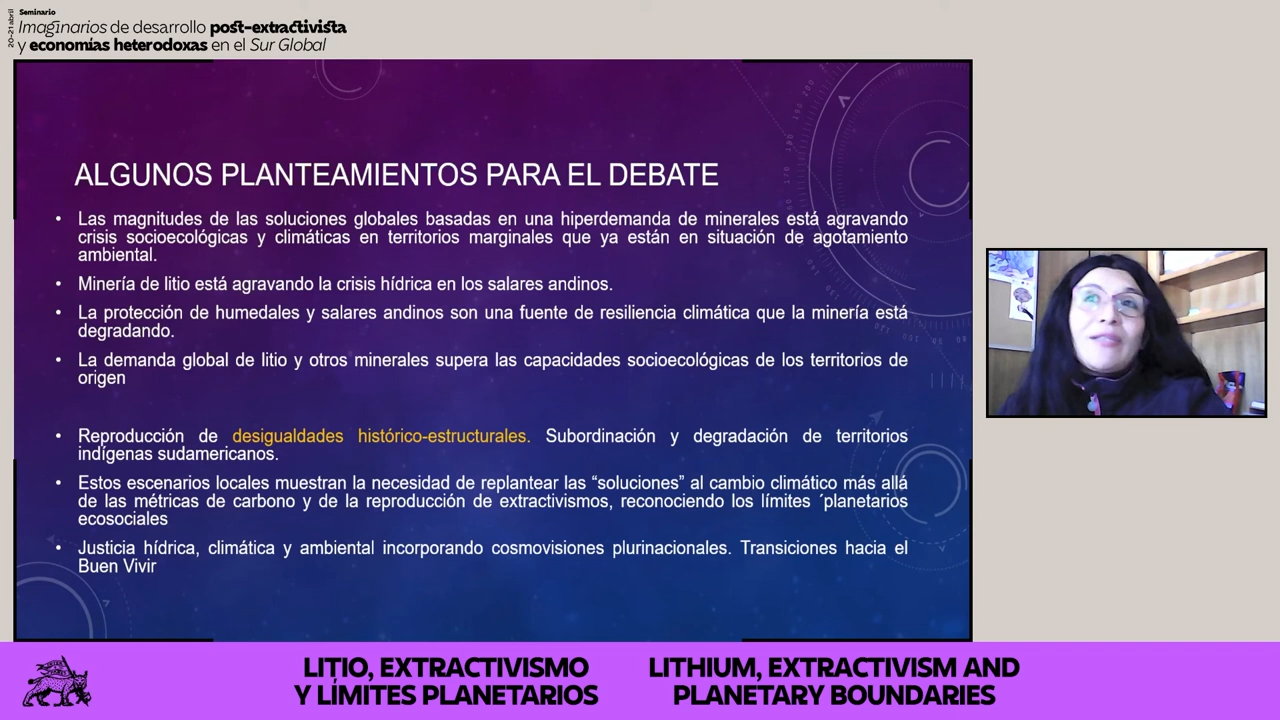 20-21 abril
Seminario
Imaginarios de desarrollo post-extractivista
y economías heterodoxas en el Sur Global
ALGUNOS PLANTEAMIENTOS PARA EL DEBATE
• Las magnitudes de las soluciones globales basadas en una hiperdemanda de minerales está agravando
crisis socioecológicas y climáticas en territorios marginales que ya están en situación de agotamiento
ambiental.
• Minería de litio está agravando la crisis hídrica en los salares andinos.
• La protección de humedales y salares andinos son una fuente de resiliencia climática que la minería está
degradando.
• La demanda global de litio y otros minerales supera las capacidades socioecológicas de los territorios de
origen
• Reproducción de desigualdades histórico-estructurales. Subordinación y degradación de territorios
indígenas sudamericanos.
• Estos escenarios locales muestran la necesidad de replantear las “soluciones” al cambio climático más allá
de las métricas de carbono y de la reproducción de extractivismos, reconociendo los límites ´planetarios
ecosociales
• Justicia hídrica, climática y ambiental incorporando cosmovisiones plurinacionales. Transiciones hacia el
Buen Vivir
LITIO, EXTRACTIVISMO
Y LÍMITES PLANETARIOS
LITHIUM, EXTRACTIVISM AND
PLANETARY BOUNDARIES